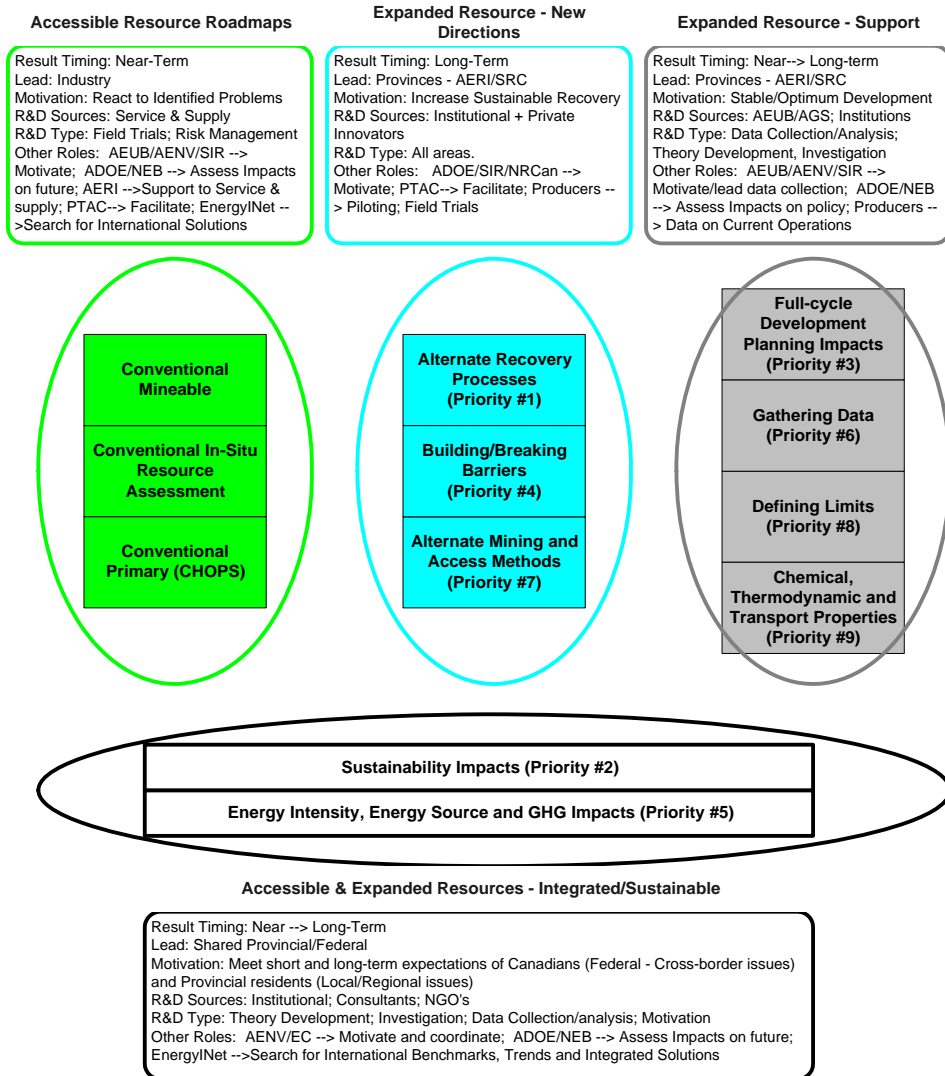 Accessible Resource Roadmaps
Result Timing: Near-Term
Lead: Industry
Motivation: React to Identified Problems
R&D Sources: Service & Supply
R&D Type: Field Trials; Risk Management
Other Roles:  AEUB/AENV/SIR -->
Motivate;  ADOE/NEB --> Assess Impacts
on future; AERI -->Support to Service &
supply; PTAC--> Facilitate; EnergyINet --
>Search for International Solutions
Expanded Resource - New
Directions
Result Timing: Long-Term
Lead: Provinces - AERI/SRC
Motivation: Increase Sustainable Recovery
R&D Sources: Institutional + Private
Innovators
R&D Type: All areas.
Other Roles:  ADOE/SIR/NRCan -->
Motivate; PTAC--> Facilitate; Producers --
> Piloting; Field Trials
Expanded Resource - Support
Result Timing: Near--> Long-term
Lead: Provinces - AERI/SRC
Motivation: Stable/Optimum Development
R&D Sources: AEUB/AGS; Institutions
R&D Type: Data Collection/Analysis;
Theory Development, Investigation
Other Roles:  AEUB/AENV/SIR -->
Motivate/lead data collection;  ADOE/NEB
--> Assess Impacts on policy; Producers --
> Data on Current Operations
Conventional
Mineable
Conventional In-Situ
Resource
Assessment
Conventional
Primary (CHOPS)
Alternate Recovery
Processes
(Priority #1)
Building/Breaking
Barriers
(Priority #4)
Alternate Mining and
Access Methods
(Priority #7)
Full-cycle
Development
Planning Impacts
(Priority #3)
Gathering Data
(Priority #6)
Defining Limits
(Priority #8)
Chemical,
Thermodynamic and
Transport Properties
(Priority #9)
Sustainability Impacts (Priority #2)
Energy Intensity, Energy Source and GHG Impacts (Priority #5)
Accessible & Expanded Resources - Integrated/Sustainable
Result Timing: Near --> Long-Term
Lead: Shared Provincial/Federal
Motivation: Meet short and long-term expectations of Canadians (Federal - Cross-border issues)
and Provincial residents (Local/Regional issues)
R&D Sources: Institutional; Consultants; NGO's
R&D Type: Theory Development; Investigation; Data Collection/analysis; Motivation
Other Roles:  AENV/EC --> Motivate and coordinate;  ADOE/NEB --> Assess Impacts on future;
EnergyINet -->Search for International Benchmarks, Trends and Integrated Solutions